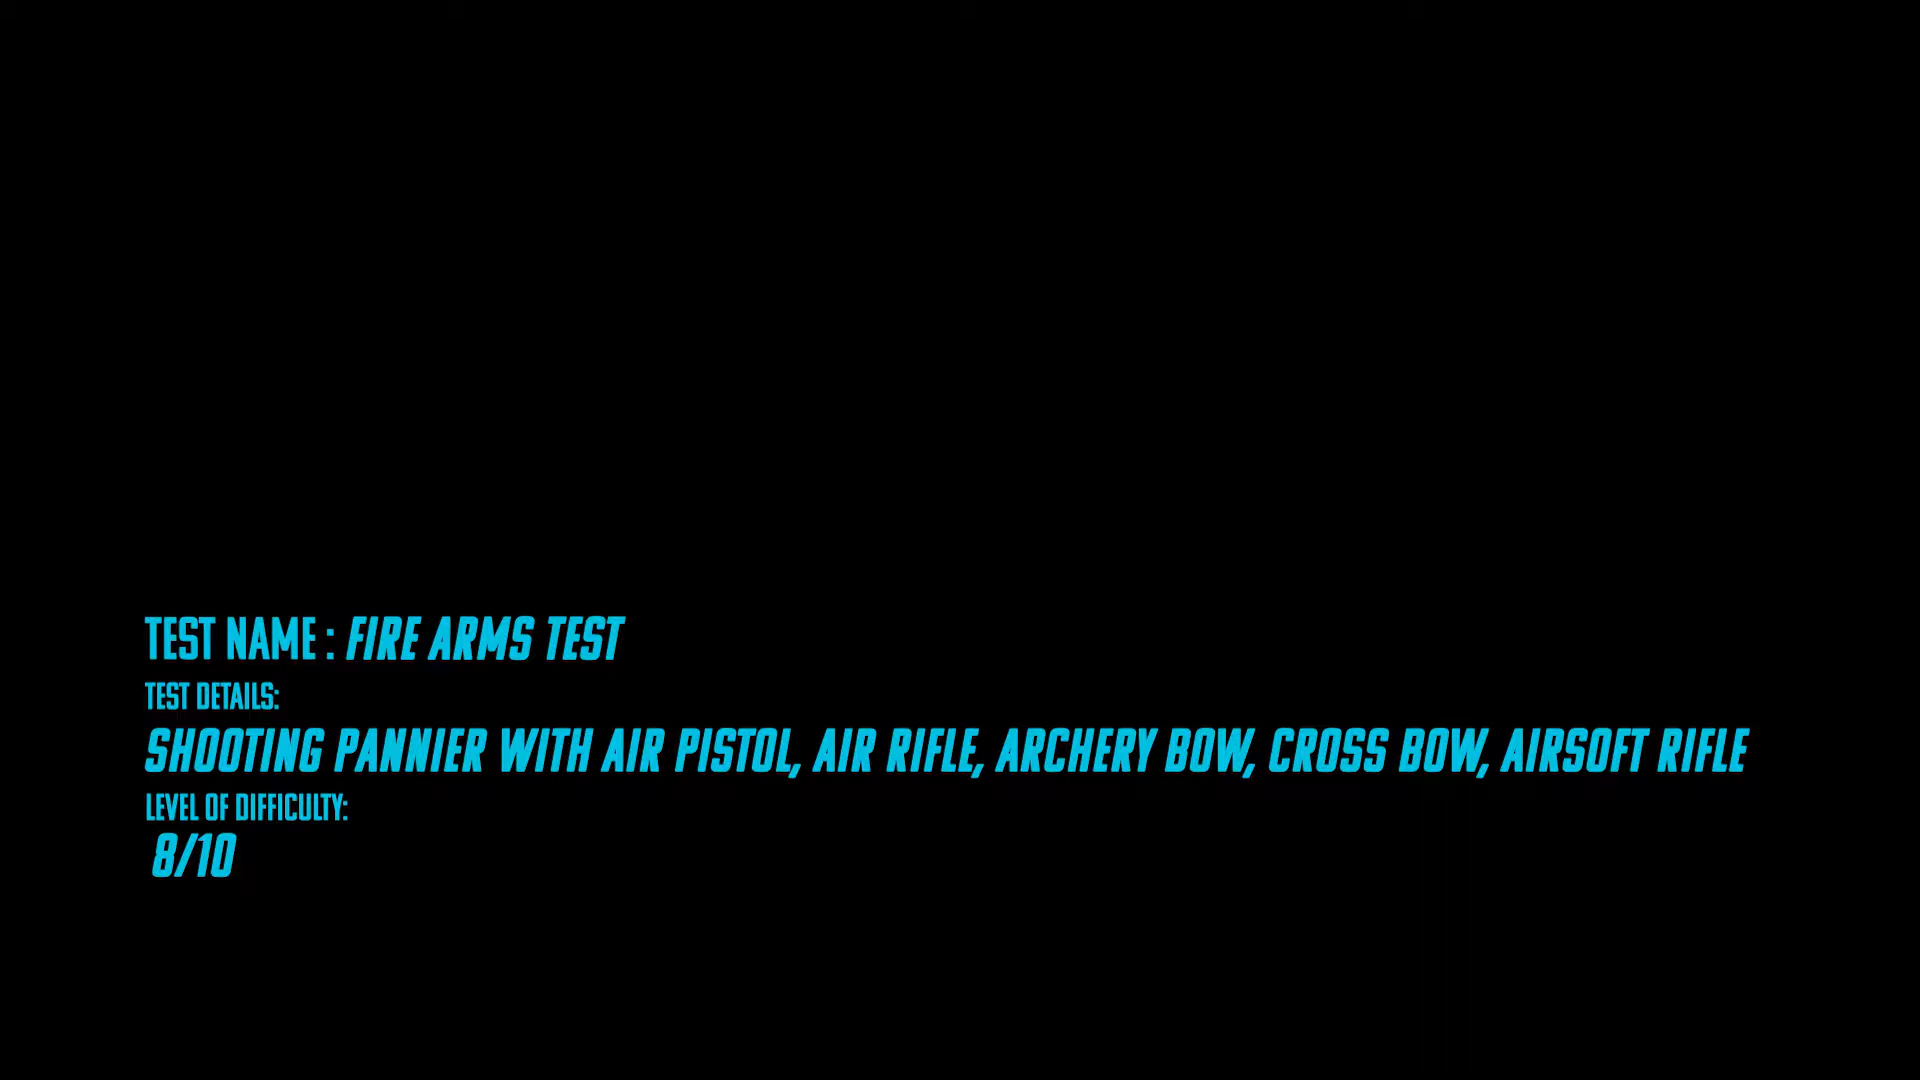 TEST NAME : FIRE ARMS TEST
TEST DETAILS:
SHOOTING PANNIER WITH AIR PISTOL, AIR RIFLE, ARCHERY BOW, CROSS BOW, AIRSOFT RIFLE
LEVEL OF DIFFICULTY:
8/10